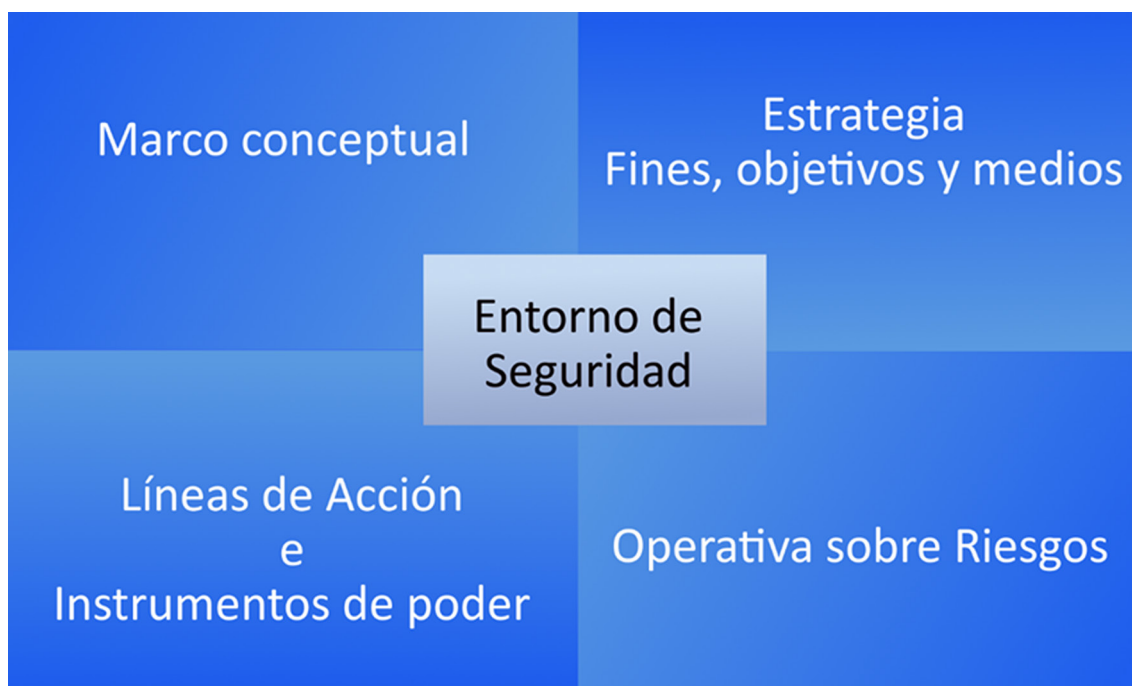 Marco conceptual
Estrategia
Fines, objetivos y medios
Entorno de
Seguridad
Líneas de Acción
e
Instrumentos de poder
Operativa sobre Riesgos